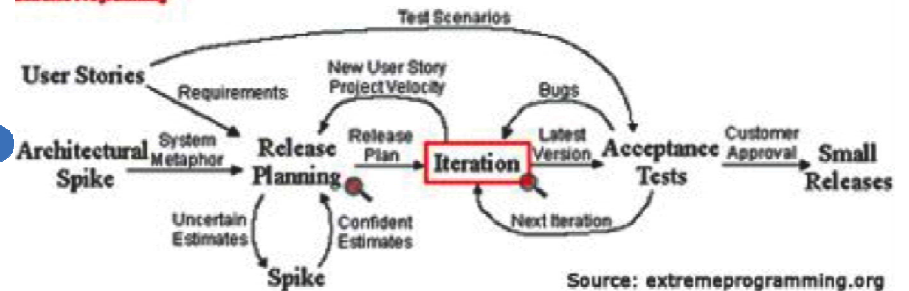 Test Scenarios
User Stories
New User Story
Project Velocity
Requirements
Bugs
Architectural
Spike
System
Metaphor
Release
Planning
Release
Plan
Iteration
Latest
Version
Acceptance
Tests
Customer
Approval
Small
Releases
Uncertain
Estimates
Confident
Estimates
Next Iteration
Spike
Source: extremeprogramming.org